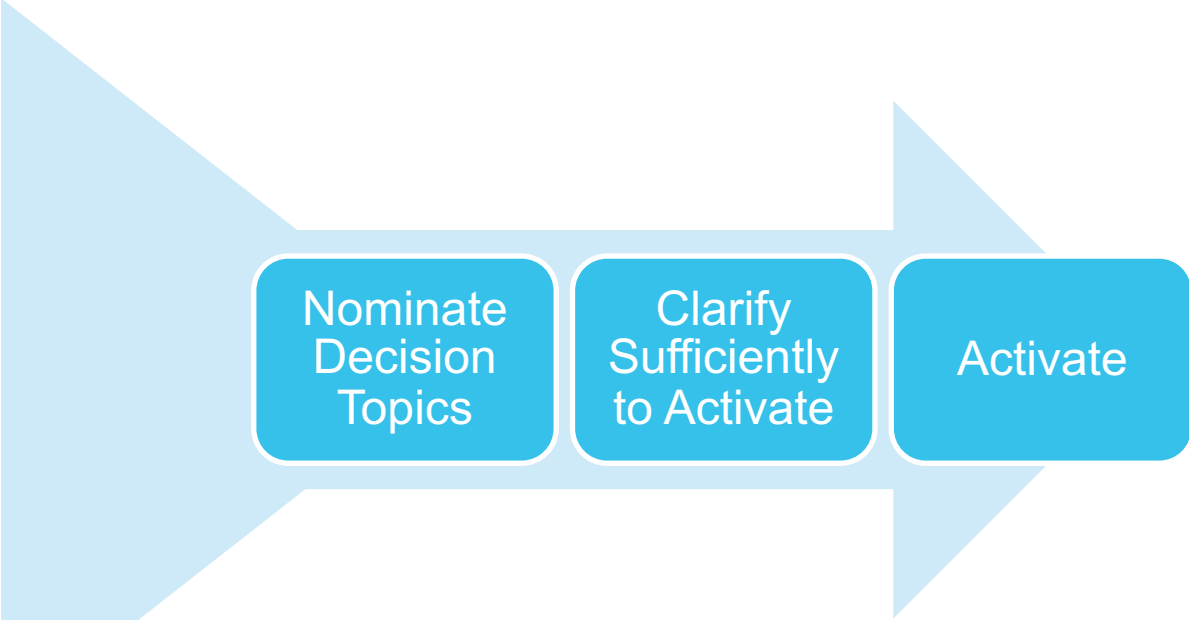 Nominate
Decision
Topics
Clarify
Sufficiently
to Activate
Activate